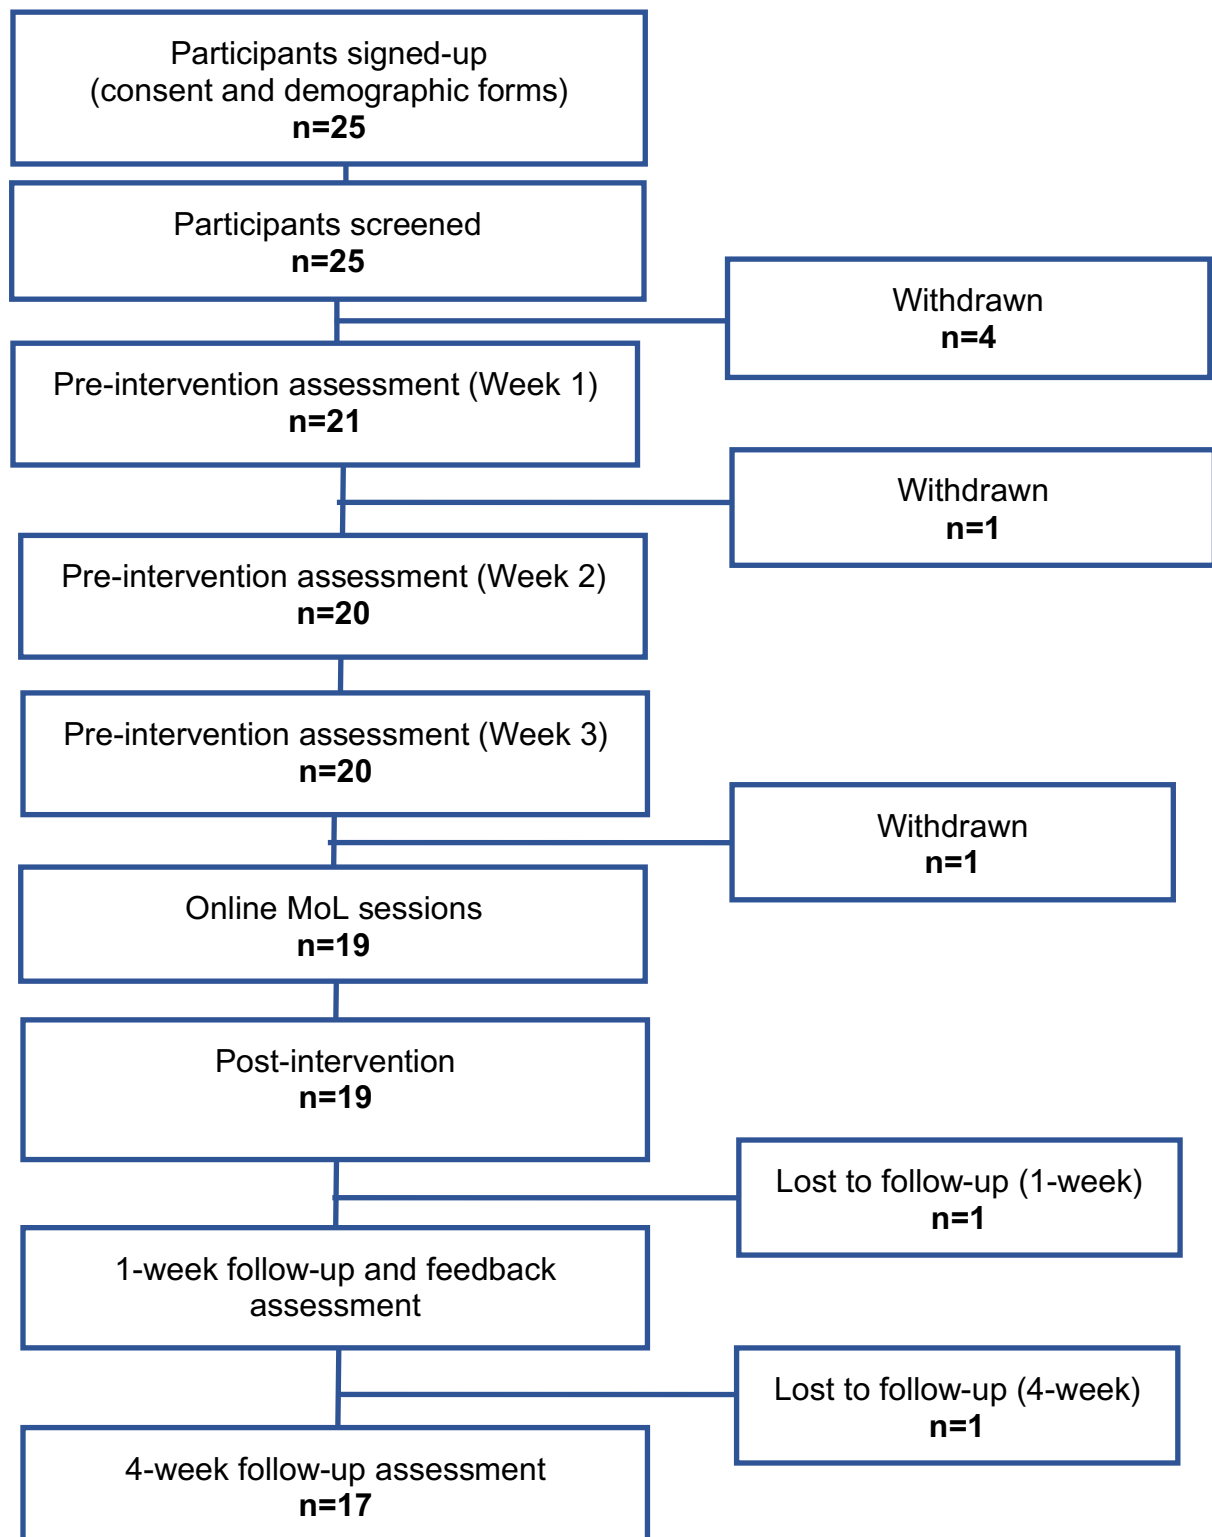 Participants signed-up
(consent and demographic forms)
n=25
Participants screened
n=25
Withdrawn
n=4
Pre-intervention assessment (Week 1)
n=21
Withdrawn
n=1
Pre-intervention assessment (Week 2)
n=20
Pre-intervention assessment (Week 3)
n=20
Withdrawn
n=1
Online MoL sessions
n=19
Post-intervention
n=19
Lost to follow-up (1-week)
n=1
1-week follow-up and feedback
assessment
Lost to follow-up (4-week)
n=1
4-week follow-up assessment
n=17